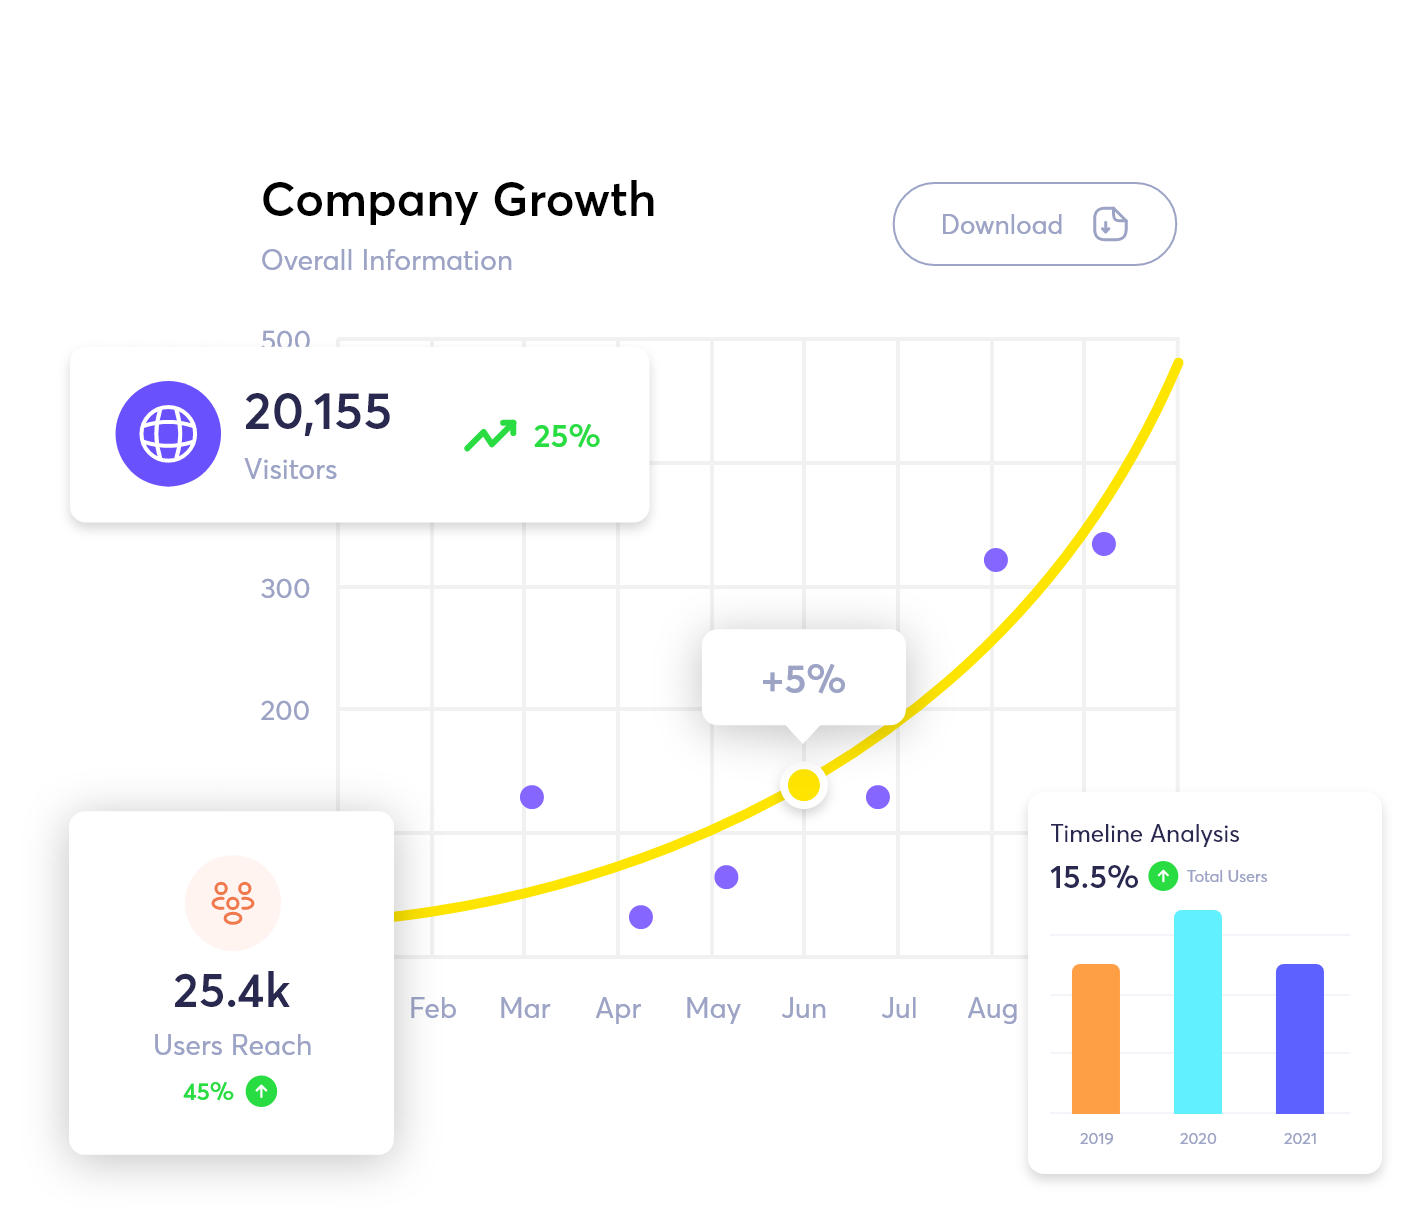 Company Growth
Overall Information
Download
500
20,155
Visitors
25%
300
+5%
200
Timeline Analysis
15.5%
Total Users
25.4k
Users Reach
45%
Feb Mar Apr May Jun Jul Aug
2019 2020 2021